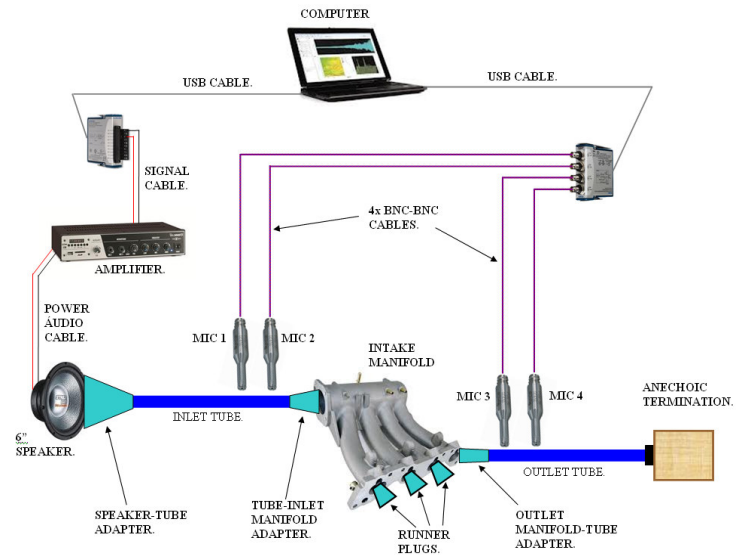 COMPUTER
USB CABLE.
USB CABLE.
SIGNAL
CABLE.
4x BNC-BNC
CABLES.
AMPLIFIER.
POWER
ÁUDIO
CABLE.
MIC 1
MIC 2
INTAKE
MANIFOLD
MIC 3
MIC 4
ANECHOIC
TERMINATION.
INLET TUBE.
6”
SPEAKER.
OUTLET TUBE.
SPEAKER-TUBE
ADAPTER.
TUBE-INLET
MANIFOLD
ADAPTER.
RUNNER
PLUGS.
OUTLET
MANIFOLD-TUBE
ADAPTER.